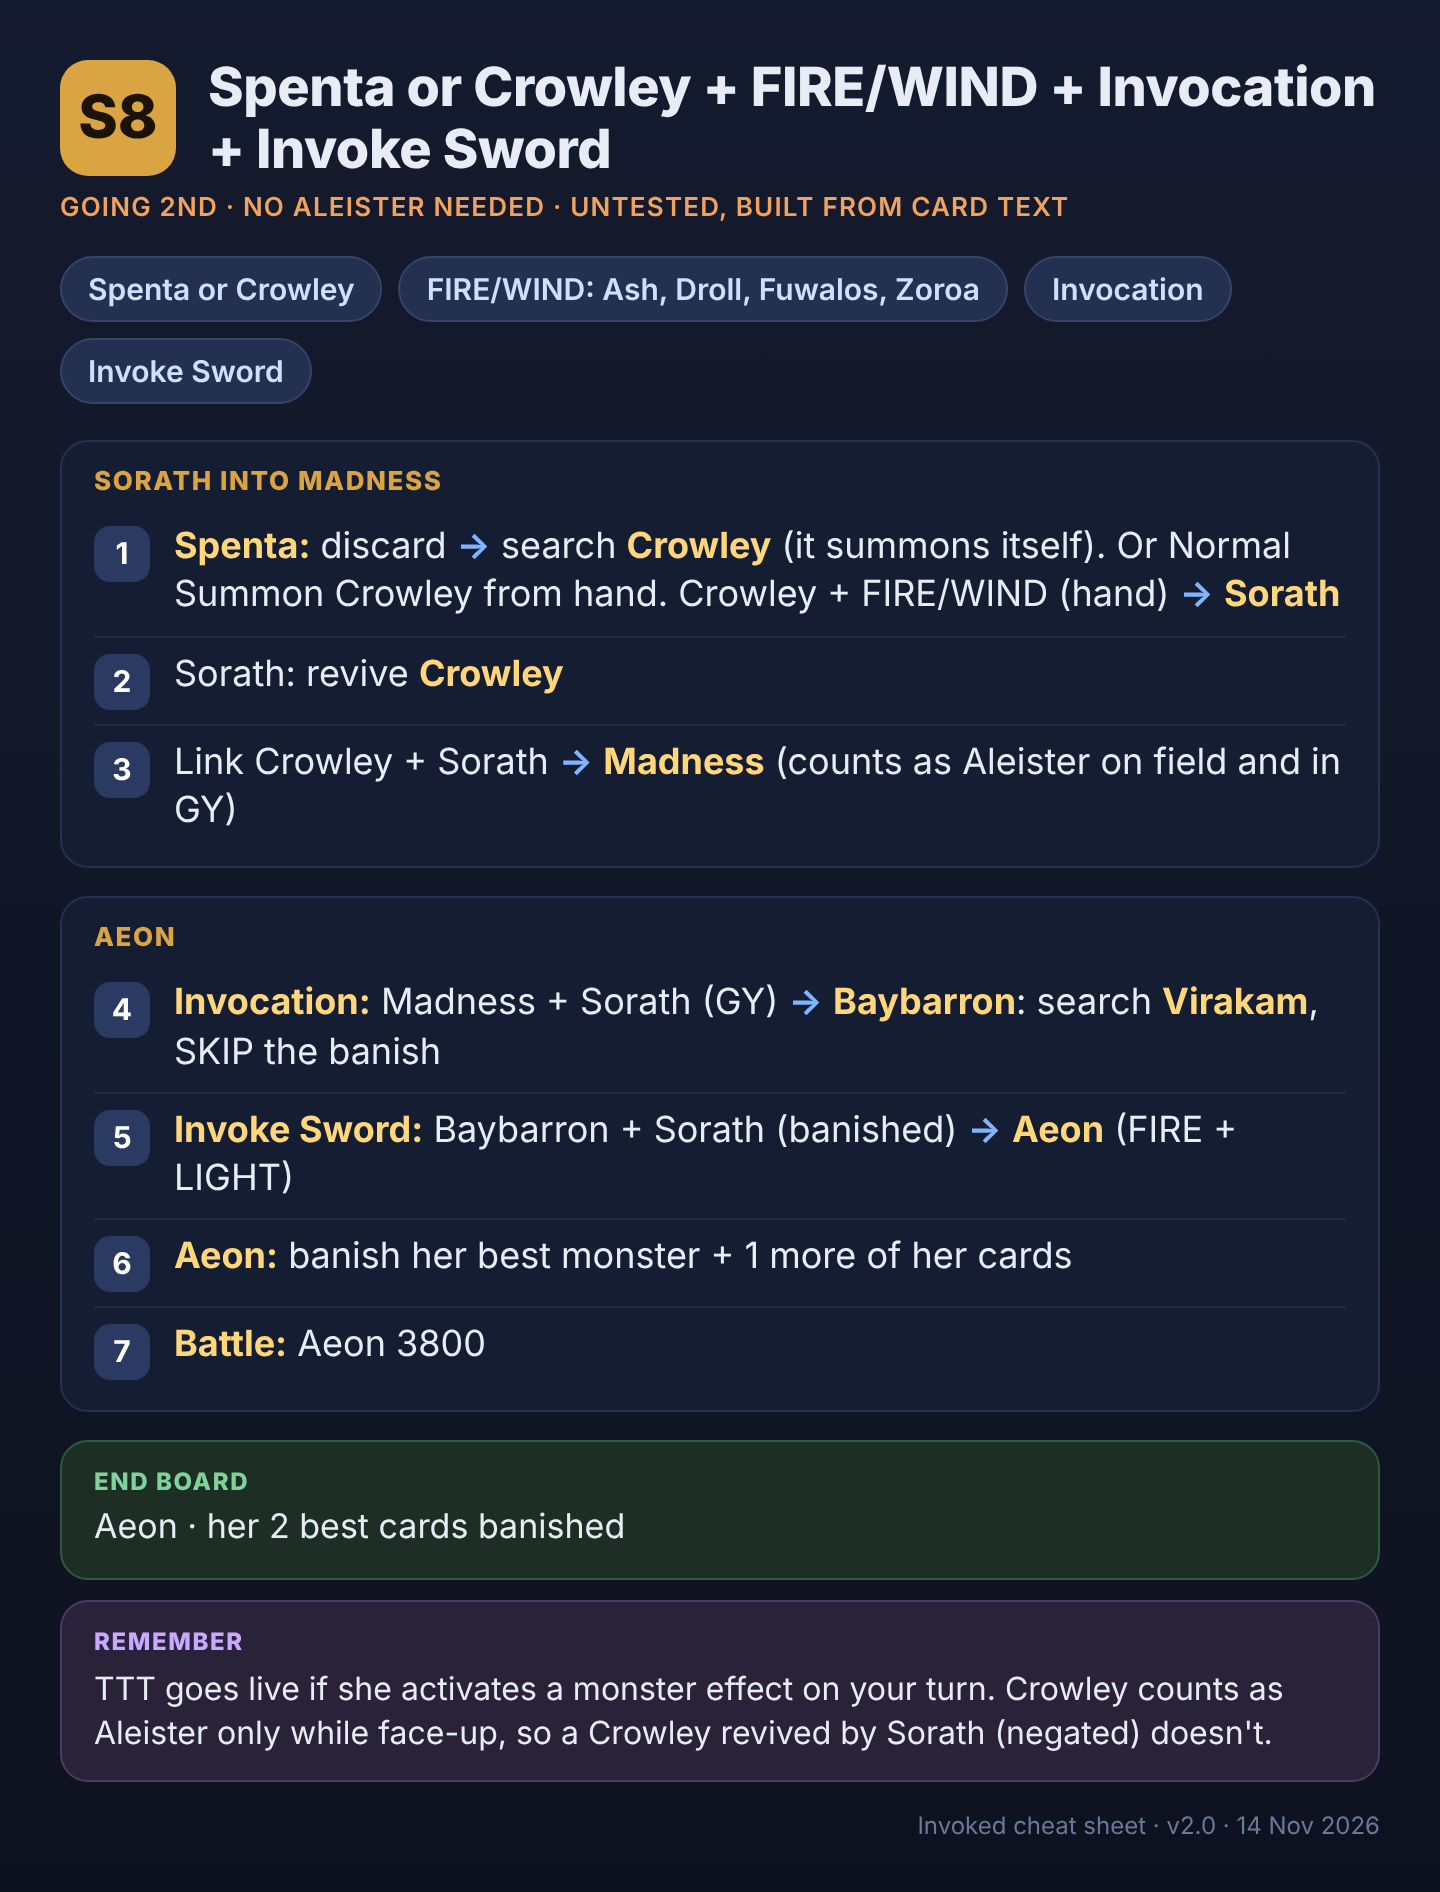 S8
Spenta or Crowley + FIRE/WIND + Invocation
+ Invoke Sword
GOING 2ND · NO ALEISTER NEEDED · UNTESTED, BUILT FROM CARD TEXT
Spenta or Crowley
FIRE/WIND: Ash, Droll, Fuwalos, Zoroa
Invocation
Invoke Sword
SORATH INTO MADNESS
1
Spenta: discard → search Crowley (it summons itself). Or Normal
Summon Crowley from hand. Crowley + FIRE/WIND (hand) → Sorath
2
Sorath: revive Crowley
3
Link Crowley + Sorath → Madness (counts as Aleister on field and in
GY)
AEON
4
Invocation: Madness + Sorath (GY) → Baybarron: search Virakam,
SKIP the banish
5
Invoke Sword: Baybarron + Sorath (banished) → Aeon (FIRE +
LIGHT)
6
Aeon: banish her best monster + 1 more of her cards
7
Battle: Aeon 3800
END BOARD
Aeon · her 2 best cards banished
REMEMBER
TTT goes live if she activates a monster effect on your turn. Crowley counts as
Aleister only while face-up, so a Crowley revived by Sorath (negated) doesn't.
Invoked cheat sheet · v2.0 · 14 Nov 2026